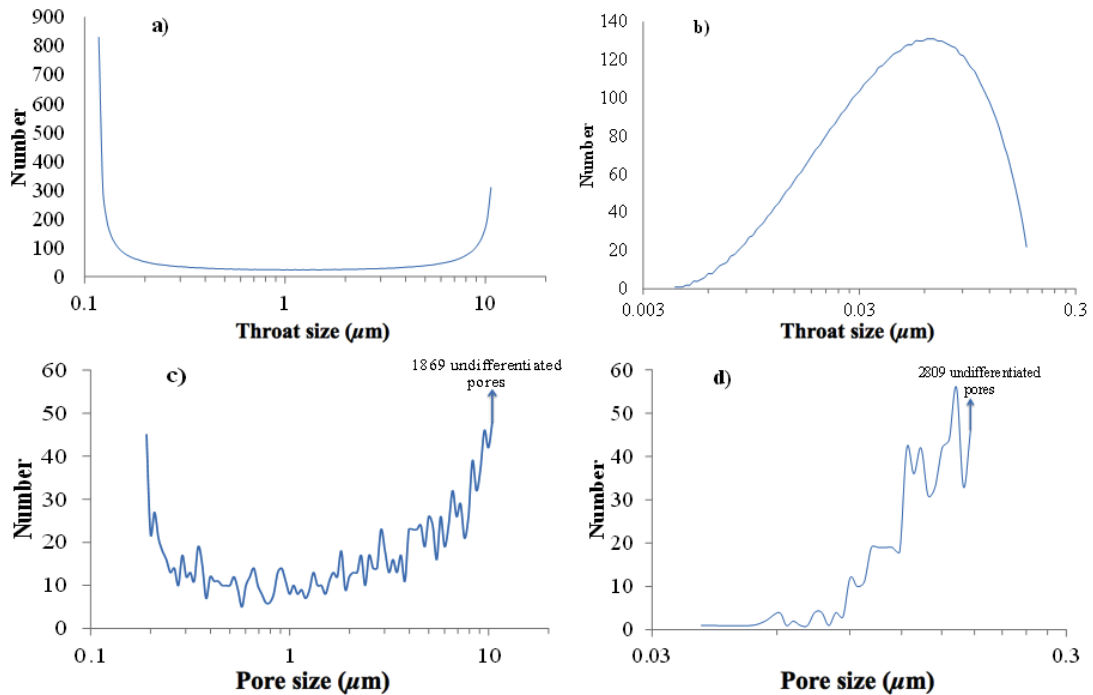 a)
900
800
700
600
500
400
300
200
100
0
Number
0.1 1 10
Throat size (µm)
b)
140
120
100
80
60
40
20
0
Number
0.003 0.03 0.3
Throat size (µm)
c)
1869 undifferentiated
pores
60
50
40
30
20
10
0
Number
0.1 1 10
Pore size (µm)
d)
2809 undifferentiated
pores
60
50
40
30
20
10
0
Number
0.03 0.3
Pore size (µm)